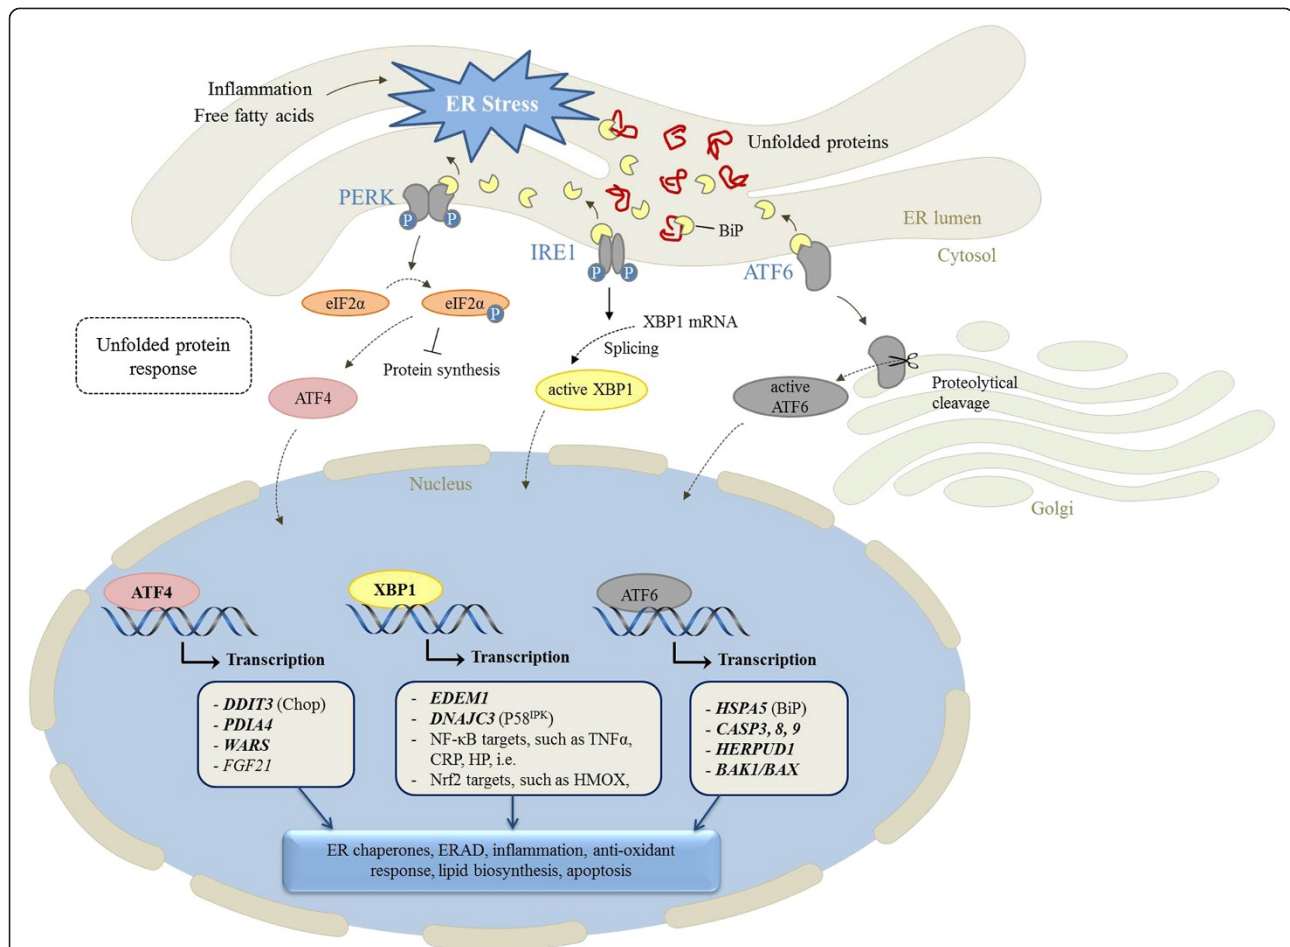 Inflammation
Free fatty acids
ER Stress
Unfolded proteins
PERK
P
P
BiP
ER lumen
Cytosol
IRE1
P
P
ATF6
eIF2α
eIF2α
P
XBP1 mRNA
Splicing
Unfolded protein
response
Protein synthesis
ATF4
active XBP1
active
ATF6
Proteolytical
cleavage
Nucleus
Golgi
ATF4
XBP1
ATF6
Transcription
Transcription
Transcription
- DDIT3 (Chop)
- PDIA4
- WARS
- FGF21
- EDEM1
- DNAJC3 (P58IPK)
- NF-κB targets, such as TNFα,
CRP, HP, i.e.
- Nrf2 targets, such as HMOX,
- HSPA5 (BiP)
- CASP3, 8, 9
- HERPUD1
- BAK1/BAX
ER chaperones, ERAD, inflammation, anti-oxidant
response, lipid biosynthesis, apoptosis